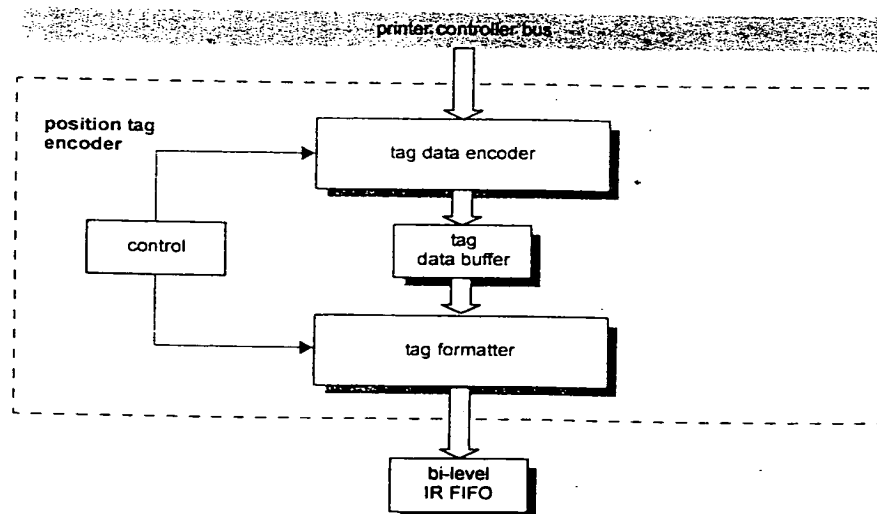 printer controller bus
position tag
encoder
tag data encoder
control
tag
data buffer
tag formatter
bi-level
IR FIFO